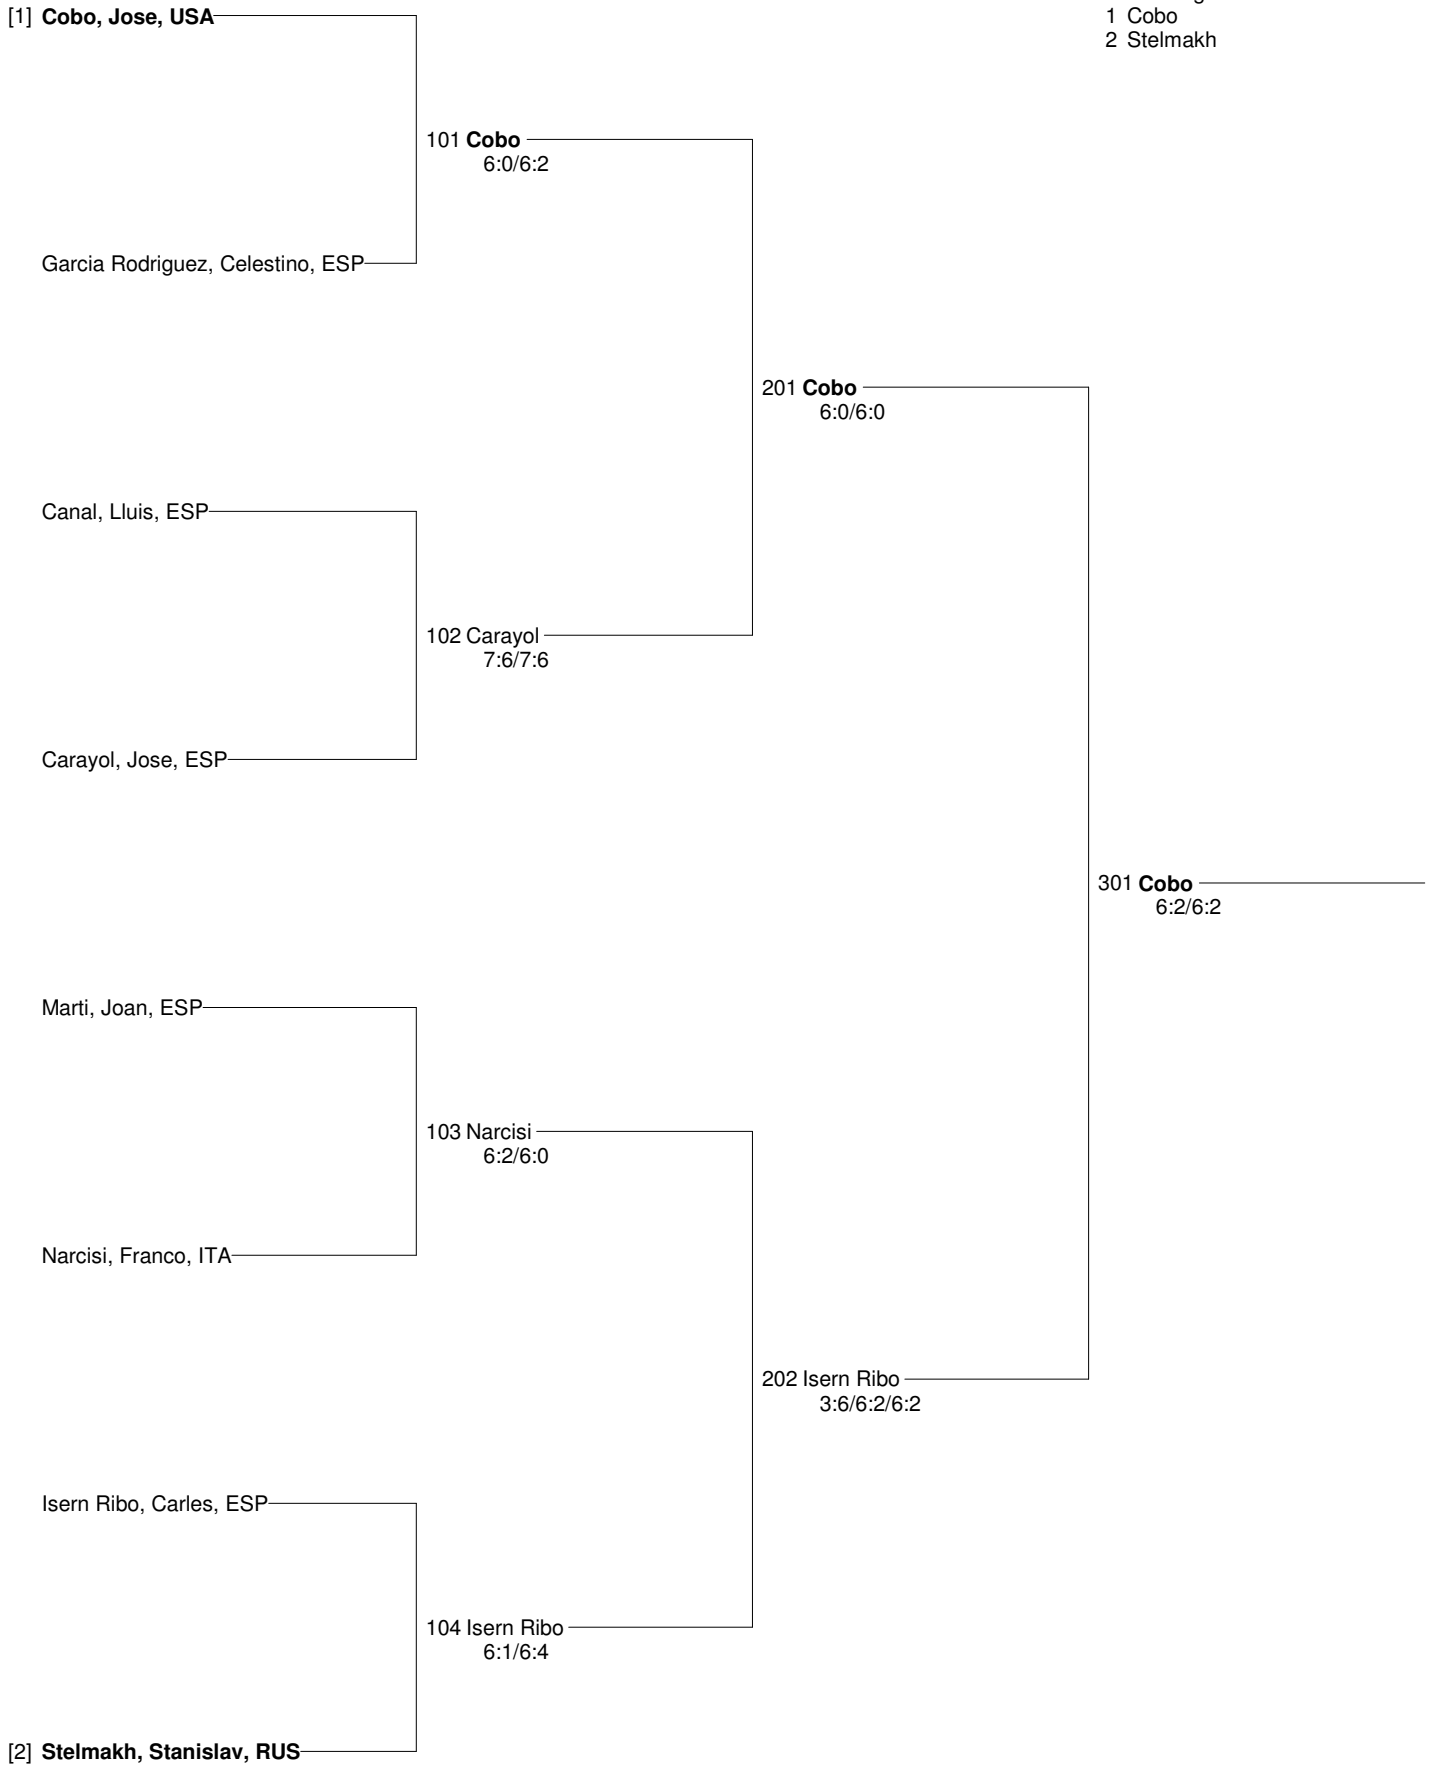 [1] Cobo, Jose, USA
1 Cobo
2 Stelmakh
101 Cobo
6:0/6:2
Garcia Rodriguez, Celestino, ESP
201 Cobo
6:0/6:0
Canal, Lluis, ESP
102 Carayol
7:6/7:6
Carayol, Jose, ESP
301 Cobo
6:2/6:2
Marti, Joan, ESP
103 Narcisi
6:2/6:0
Narcisi, Franco, ITA
202 Isern Ribo
3:6/6:2/6:2
Isern Ribo, Carles, ESP
104 Isern Ribo
6:1/6:4
[2] Stelmakh, Stanislav, RUS